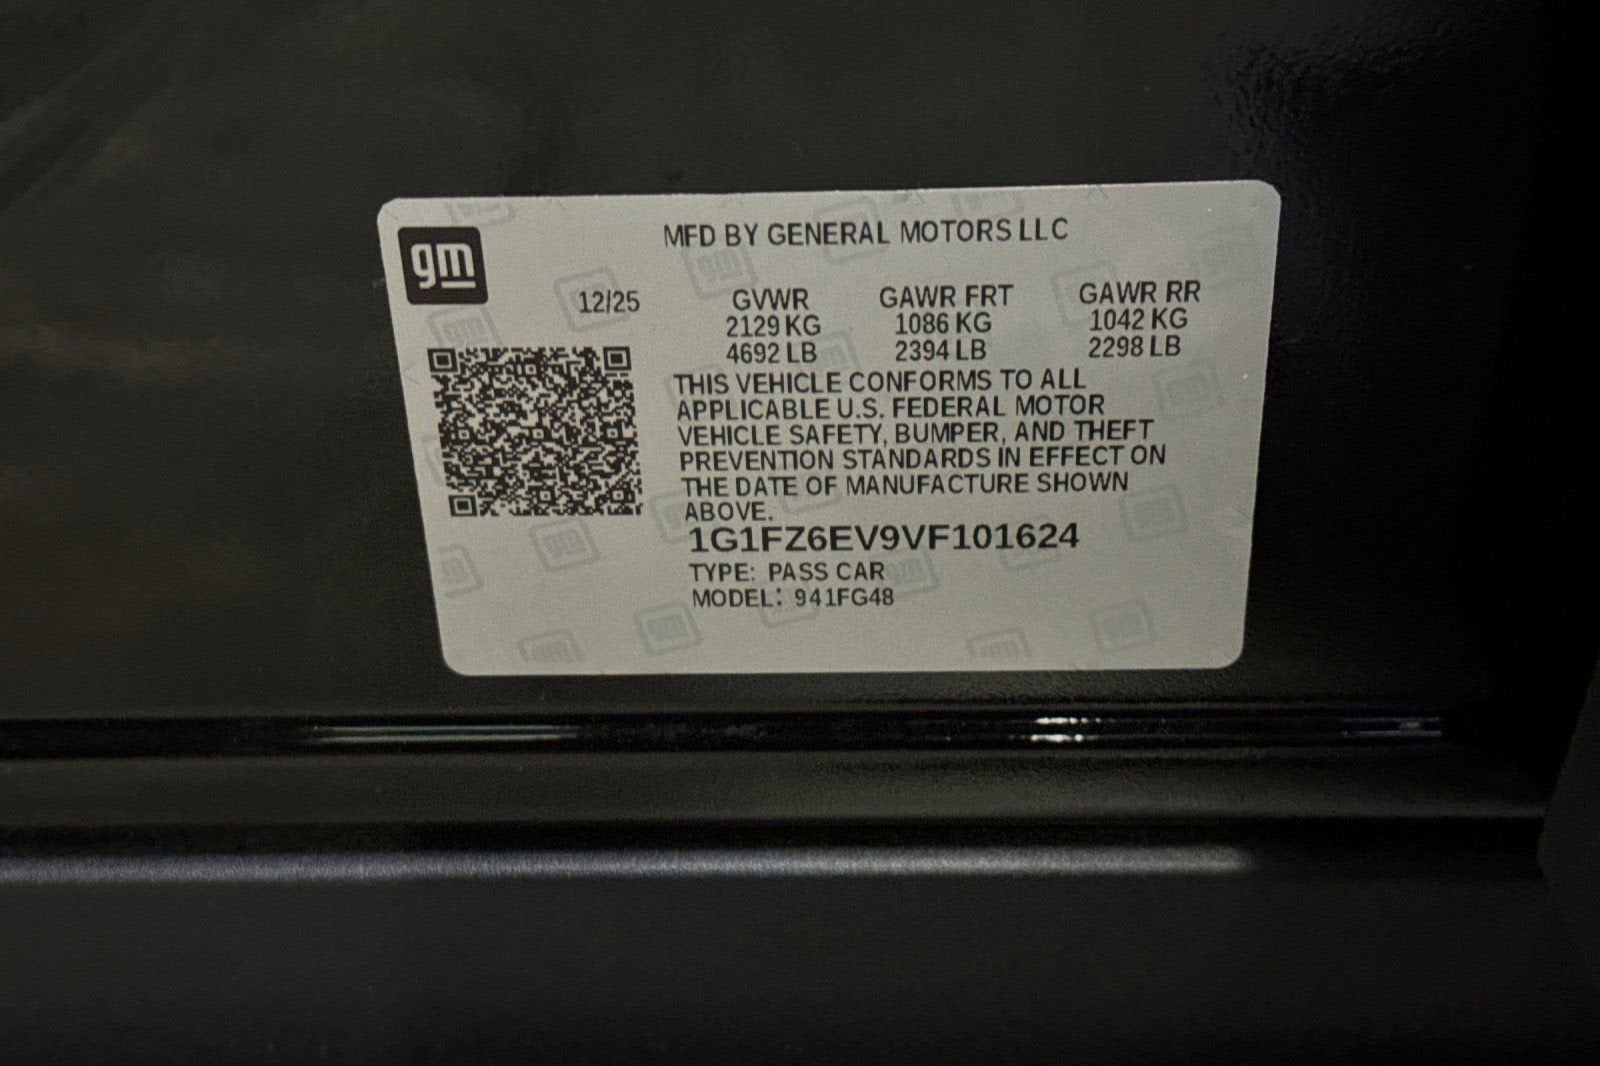 gm
MFD BY GENERAL MOTORS LLC
12/25 GVWR GAWR FRT GAWR RR
2129 KG 1086 KG 1042 KG
4692 LB 2394 LB 2298 LB
THIS VEHICLE CONFORMS TO ALL
APPLICABLE U.S. FEDERAL MOTOR
VEHICLE SAFETY, BUMPER, AND THEFT
PREVENTION STANDARDS IN EFFECT ON
THE DATE OF MANUFACTURE SHOWN
ABOVE.
1G1FZ6EV9VF101624
TYPE: PASS CAR
MODEL: 941FG48